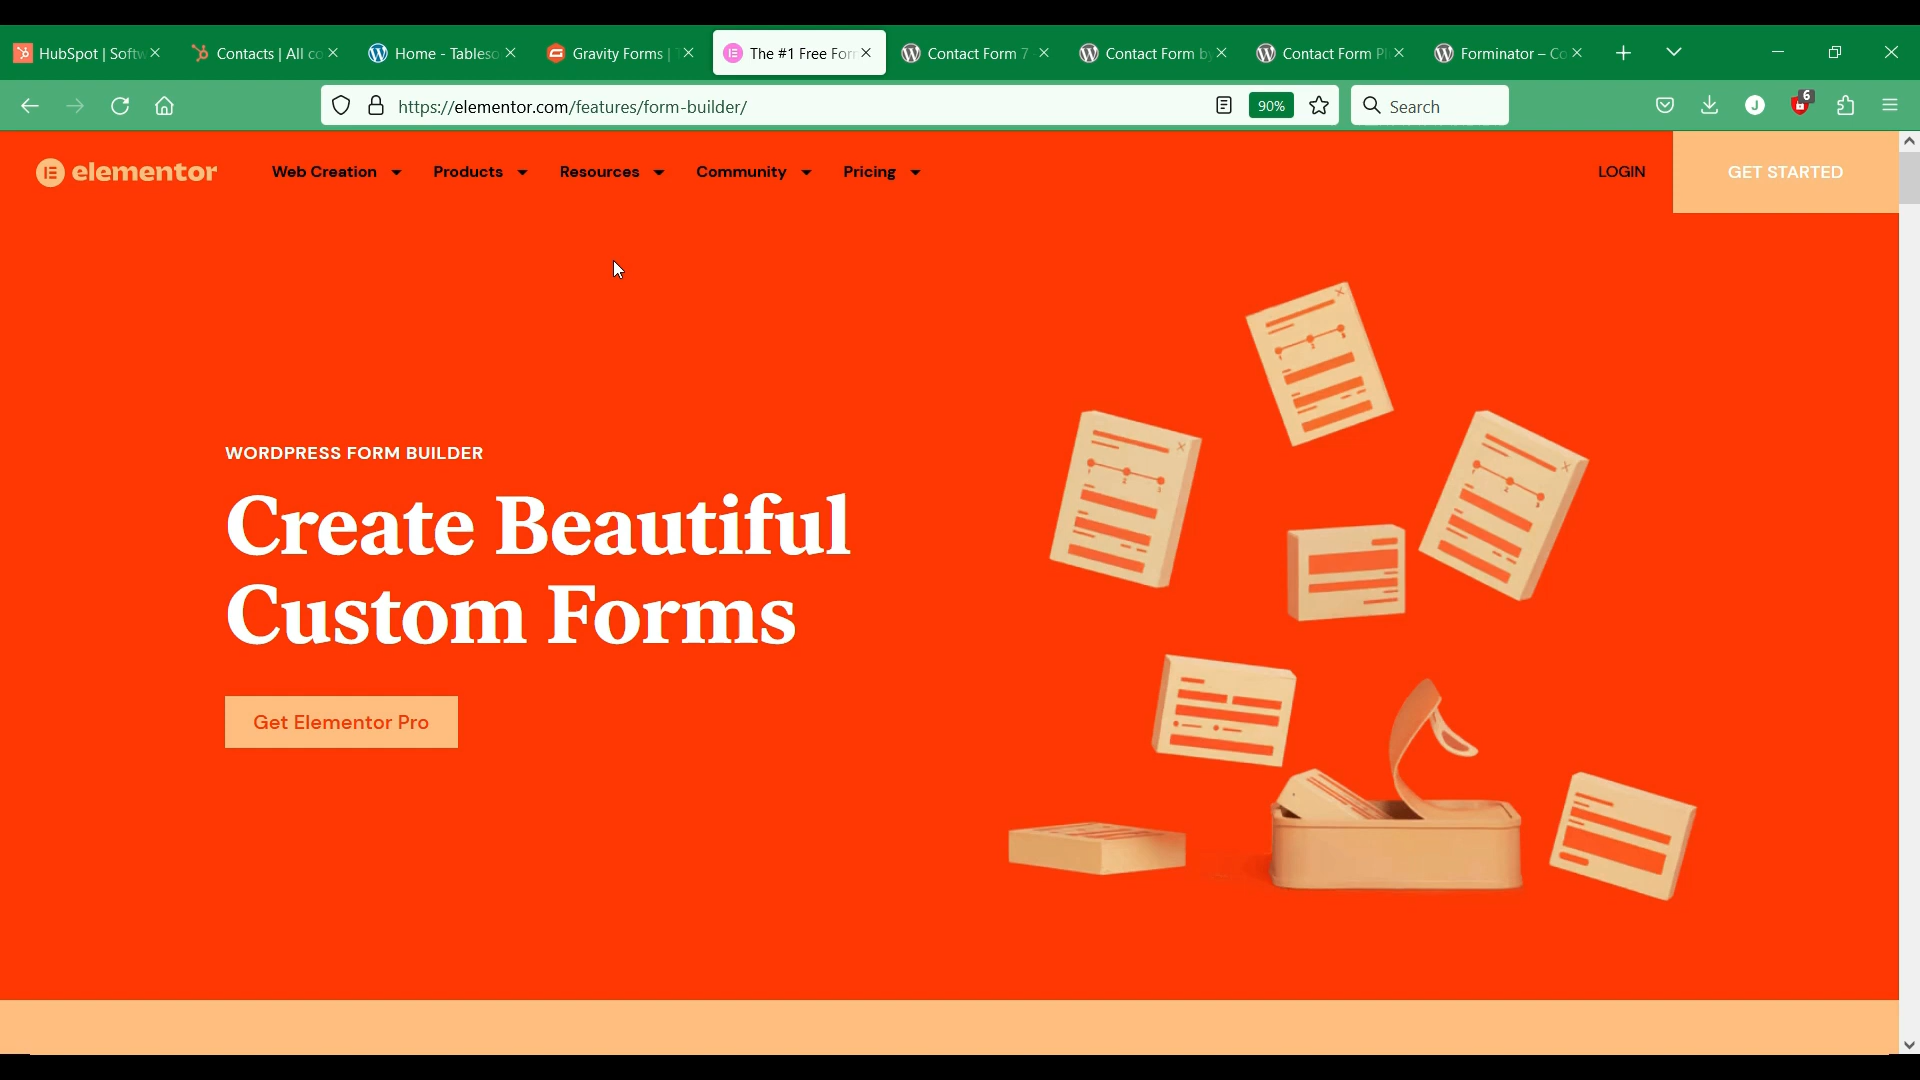 HubSpot | Softw
Contacts | All co
Home - Tableso
Gravity Forms | T
The #1 Free For
Contact Form 7
Contact Form by
Contact Form Pl
Forminator – Co
https://elementor.com/features/form-builder/
90%
Search
J
6
elementor
Web Creation
Products
Resources
Community
Pricing
LOGIN
GET STARTED
WORDPRESS FORM BUILDER
Create Beautiful
Custom Forms
Get Elementor Pro